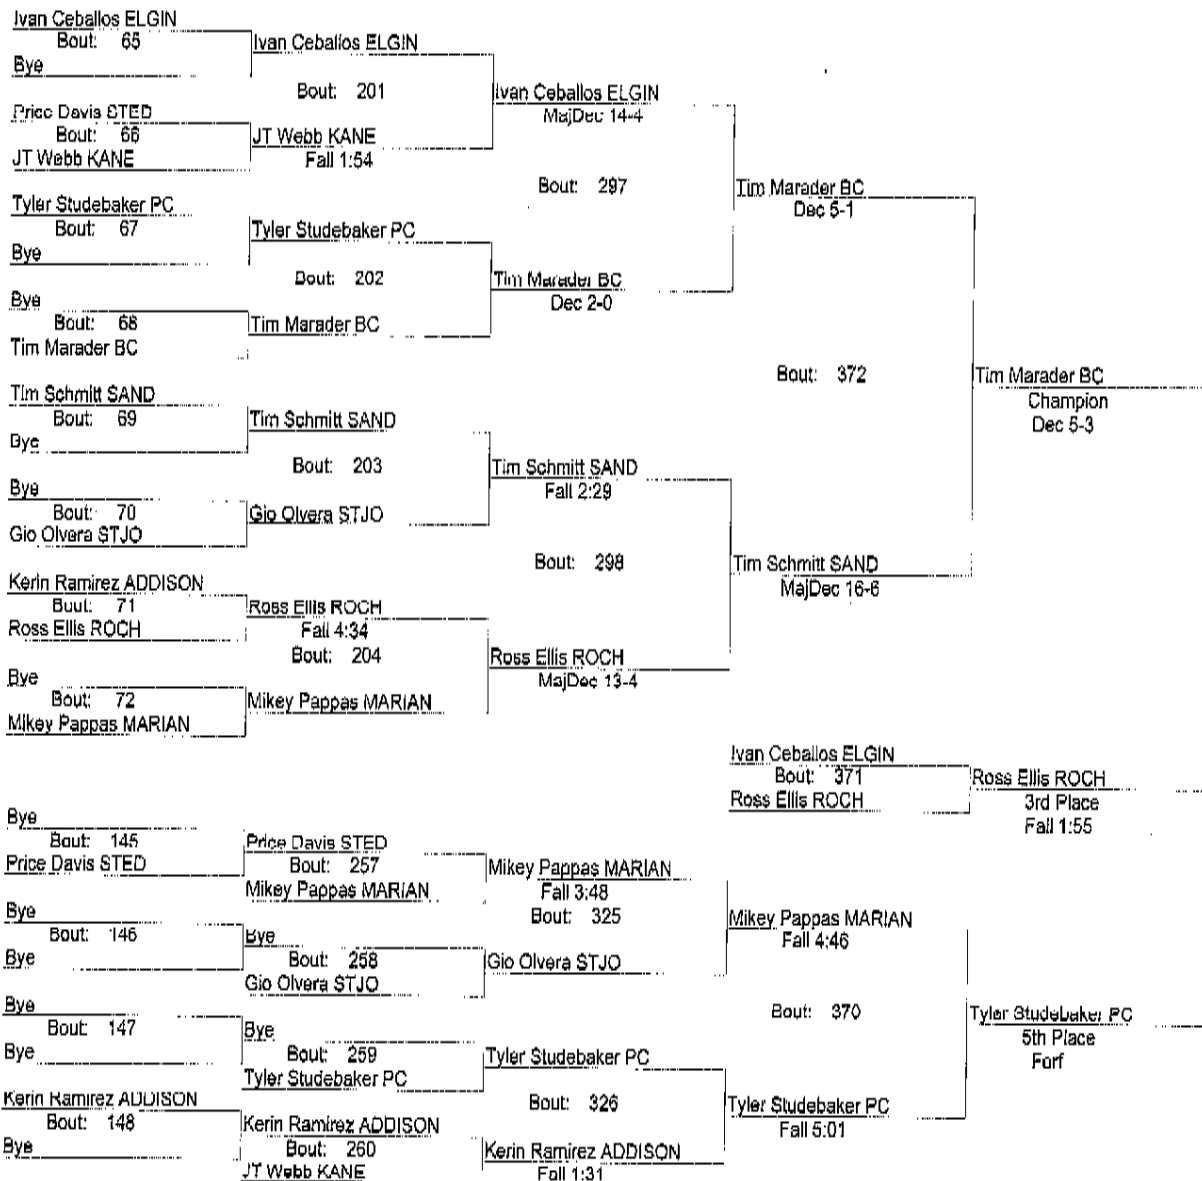 Ivan Ceballos ELGIN
Bout: 65
Bye
Ivan Ceballos ELGIN
Bout: 201
Price Davis STED
Bout: 66
JT Webb KANE
JT Webb KANE
Fall 1:54
Ivan Ceballos ELGIN
MajDec 14-4
Bout: 297
Tyler Studebaker PC
Bout: 67
Bye
Tyler Studebaker PC
Bout: 202
Bye
Bout: 68
Tim Marader BC
Tim Marader BC
Tim Marader BC
Dec 2-0
Tim Marader BC
Dec 5-1
Bout: 372
Tim Marader BC
Champion
Dec 5-3
Tim Schmitt SAND
Bout: 69
Bye
Tim Schmitt SAND
Bout: 203
Bye
Bout: 70
Gio Olvera STJO
Gio Olvera STJO
Tim Schmitt SAND
Fall 2:29
Bout: 298
Tim Schmitt SAND
MajDec 16-6
Kerin Ramirez ADDISON
Bout: 71
Ross Ellis ROCH
Ross Ellis ROCH
Fall 4:34
Bout: 204
Bye
Bout: 72
Mikey Pappas MARIAN
Mikey Pappas MARIAN
Ross Ellis ROCH
MajDec 13-4
Ivan Ceballos ELGIN
Bout: 371
Ross Ellis ROCH
Ross Ellis ROCH
3rd Place
Fall 1:55
Bye
Bout: 145
Price Davis STED
Price Davis STED
Bout: 257
Mikey Pappas MARIAN
Mikey Pappas MARIAN
Fall 3:48
Bout: 325
Bye
Bout: 146
Bye
Bye
Bout: 258
Gio Olvera STJO
Gio Olvera STJO
Mikey Pappas MARIAN
Fall 4:46
Bout: 370
Bye
Bout: 147
Bye
Bye
Bout: 259
Tyler Studebaker PC
Tyler Studebaker PC
Bout: 326
Kerin Ramirez ADDISON
Bout: 148
Bye
Kerin Ramirez ADDISON
Bout: 260
JT Webb KANE
Kerin Ramirez ADDISON
Fall 1:31
Tyler Studebaker PC
Fall 5:01
Tyler Studebaker PC
5th Place
Forf